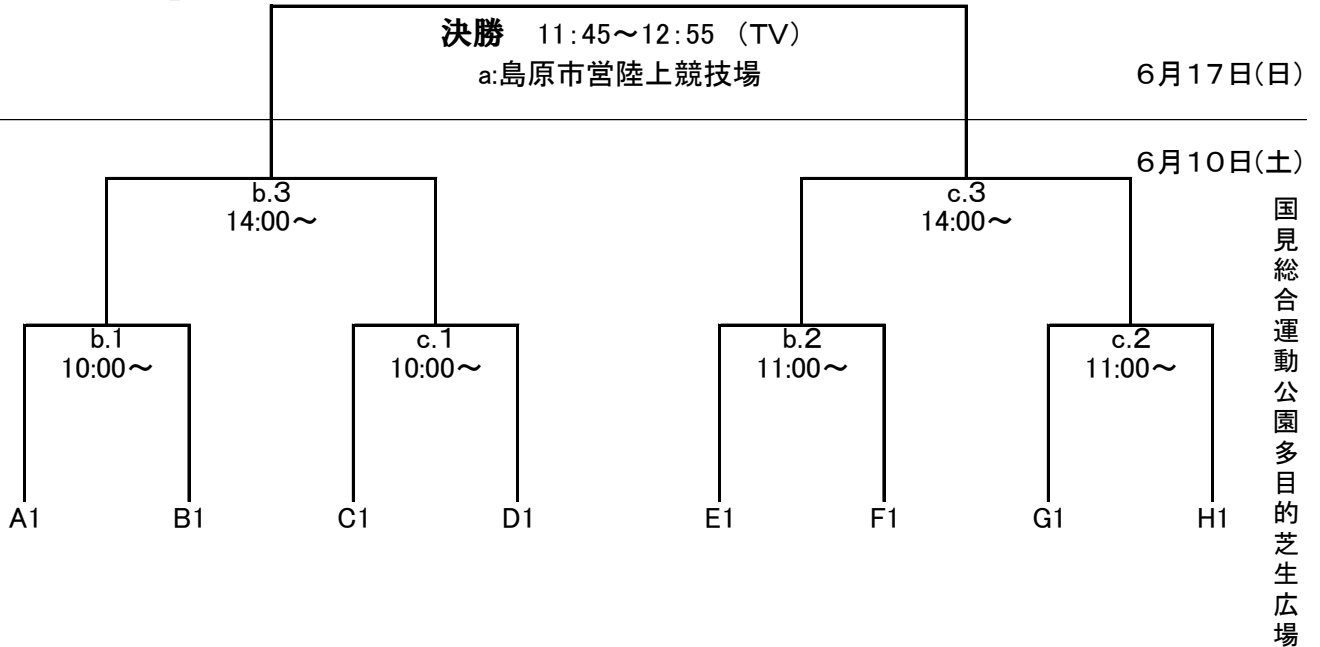 決勝 11:45～12:55 (TV)
a:島原市営陸上競技場
6月17日(日)
6月10日(土)
b.3
14:00～
c.3
14:00～
b.1
10:00～
c.1
10:00～
b.2
11:00～
c.2
11:00～
A1 B1 C1 D1 E1 F1 G1 H1
国見総合運動公園多目的芝生広場